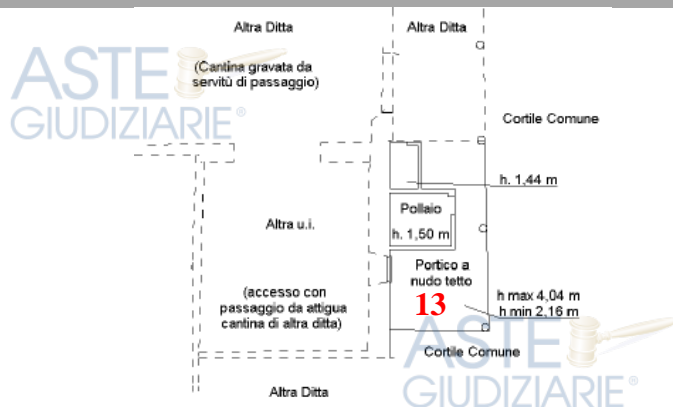 Altra Ditta
Altra Ditta
(Cantina gravata da
servitù di passaggio)
ASTE
GIUDIZIARIE®
Cortile Comune
h. 1,44 m
Pollaio
h. 1,50 m
Altra u.i.
Portico a
nudo tetto
13
h max 4,04 m
h min 2,16 m
(accesso con
passaggio da attigua
cantina di altra ditta)
Cortile Comune
ASTE
GIUDIZIARIE®
Altra Ditta